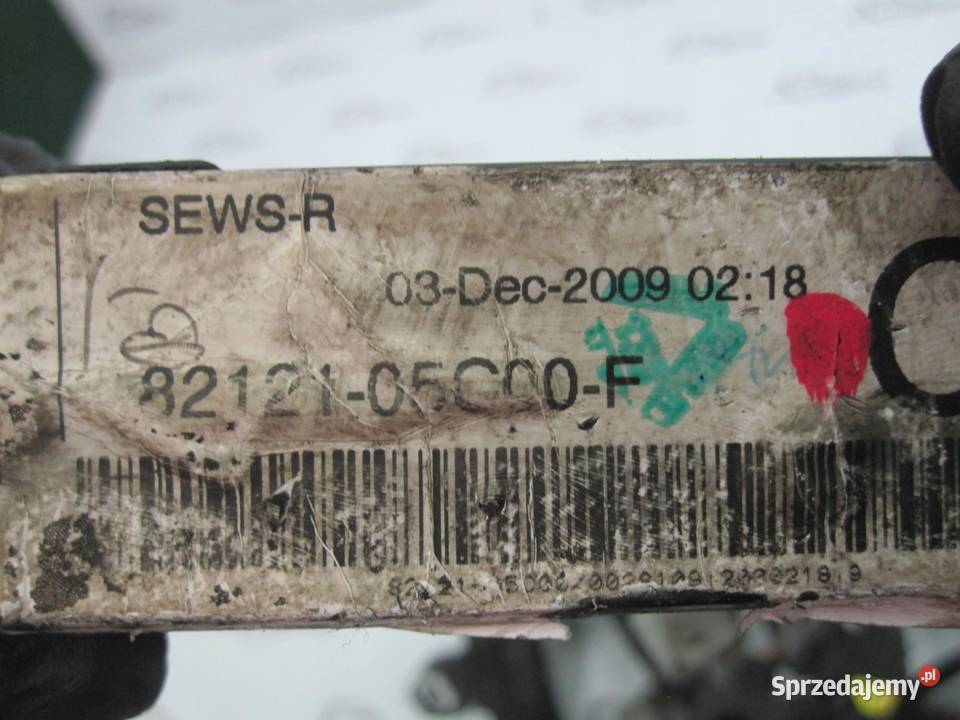 SEWS-R
03-Dec-2009 02:18
82121-05C00-F
Sprzedajemy.pl